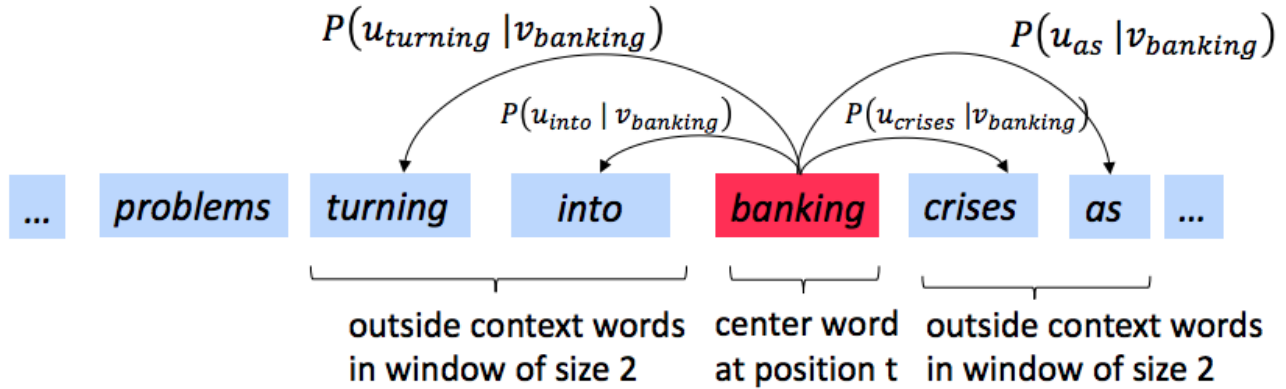 P(u_turning | v_banking)
P(u_as | v_banking)
P(u_into | v_banking)
P(u_crises | v_banking)
... problems turning into banking crises as ...
outside context words
in window of size 2
center word
at position t
outside context words
in window of size 2